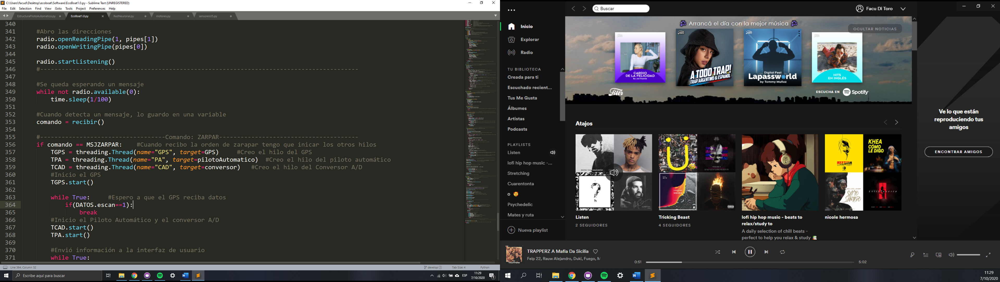 C:\Users\facud\Desktop\ecoboat\Software\EcoBoat1.0.py - Sublime Text (UNREGISTERED)
File Edit Selection Find View Goto Tools Project Preferences Help
EstructuraPilotoAutomatico.py EcoBoat1.0.py RedNeuronal.py motores.py sensoresUS.py
340
341 #Abro las direcciones
342 radio.openReadingPipe(1, pipes[1])
343 radio.openWritingPipe(pipes[0])
344
345 radio.startListening()
346 #-----------------------------------------------------------------------------------------
347
348 #Se queda esperando un mensaje
349 while not radio.available(0):
350 time.sleep(1/100)
351
352 #Cuando detecta un mensaje, lo guardo en una variable
353 comando = recibir()
354
355 #-----------------------------------Comando: ZARPAR---------------------------------------
356 if comando == MSJZARPAR: #Cuando recibo la orden de zarapar tengo que inicar los otros hilos
357 TGPS = threading.Thread(name="GPS", target=GPS) #Creo el hilo del GPS
358 TPA = threading.Thread(name="PA", target=pilotoAutomatico) #Creo el hilo del piloto automático
359 TCAD = threading.Thread(name="CAD", target=conversor) #Creo el hilo del Conversor A/D
360 #Inicio el GPS
361 TGPS.start()
362
363 while True: #Espero a que el GPS reciba datos
364 if(DATOS.escan==1):
365 break
366 #Inicio el Piloto Automático y el conversor A/D
367 TCAD.start()
368 TPA.start()
369
370 #Envió información a la interfaz de usuario
371 while True:
Line 364, Column 32 develop Tab Size: 4 Python
Escribe aquí para buscar
ESP
11:29
7/10/2020
Buscar
Facu Di Toro
Inicio
Explorar
Radio
TU BIBLIOTECA
Creada para ti
Escuchado recient...
Tus Me Gusta
Álbumes
Artistas
Podcasts
PLAYLISTS
Listen
lofi hip hop music -...
Stretching
Cuarentonta
o 🥰
Psychedelic
Mates y ruta
Nueva playlist
Arrancá el día con la mejor música
OCULTAR NOTICIAS
CARDIO
DE LA FELICIDAD
By Juli Puente
A TODO TRAP!
TRAP ARGENTINO & ESPAÑOL
Digital Fest
Lapassworld
by Tommy Muñoz
HITS
EN INGLÉS
Filtr
ESCUCHA EN Spotify
Atajos
KHEA
CÓMO
LE DIGO
ASESINA
SEXTO
SENTIDO
Listen
2 SEGUIDORES
Tricking Beast
4 SEGUIDORES
lofi hip hop music - beats to
relax/study to
A daily selection of chill beats -
perfect to help you relax & study
nicole hermosa
Ve lo que están
reproduciendo tus
amigos
ENCONTRAR AMIGOS
TRAPPERZ
TRAPPERZ A Mafia Da Sicilia
Felp 22, Rauw Alejandro, Duki, Fuego, M
0:51
5:02
11:29
7/10/2020